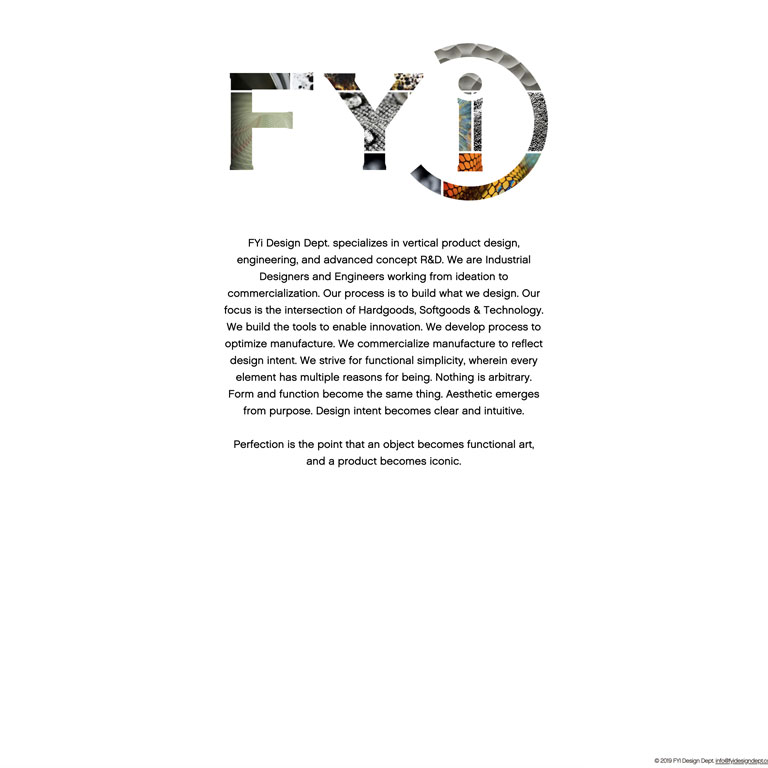 FYi
FYi Design Dept. specializes in vertical product design,
engineering, and advanced concept R&D. We are Industrial
Designers and Engineers working from ideation to
commercialization. Our process is to build what we design. Our
focus is the intersection of Hardgoods, Softgoods & Technology.
We build the tools to enable innovation. We develop process to
optimize manufacture. We commercialize manufacture to reflect
design intent. We strive for functional simplicity, wherein every
element has multiple reasons for being. Nothing is arbitrary.
Form and function become the same thing. Aesthetic emerges
from purpose. Design intent becomes clear and intuitive.
Perfection is the point that an object becomes functional art,
and a product becomes iconic.
© 2019 FYI Design Dept. info@fyidesigndept.co